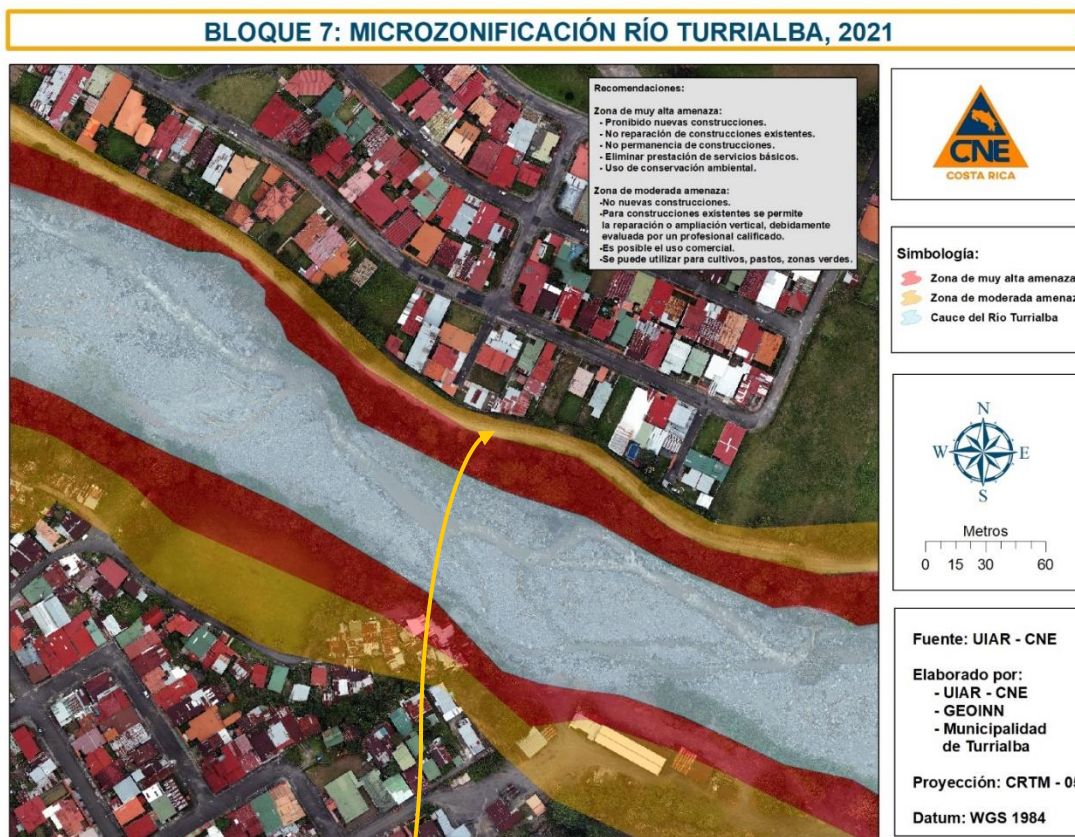 BLOQUE 7: MICROZONIFICACIÓN RÍO TURRIALBA, 2021
Recomendaciones:
Zona de muy alta amenaza:
- Prohibido nuevas construcciones.
- No reparación de construcciones existentes.
- No permanencia de construcciones.
- Eliminar prestación de servicios básicos.
- Uso de conservación ambiental.
Zona de moderada amenaza:
-No nuevas construcciones.
-Para construcciones existentes se permite
la reparación o ampliación vertical, debidamente
evaluada por un profesional calificado.
-Es posible el uso comercial.
-Se puede utilizar para cultivos, pastos, zonas verdes.
CNE
COSTA RICA
Simbología:
Zona de muy alta amenaza
Zona de moderada amenaz
Cauce del Río Turrialba
N
W E
S
Metros
0 15 30 60
Fuente: UIAR - CNE
Elaborado por:
- UIAR - CNE
- GEOINN
- Municipalidad
de Turrialba
Proyección: CRTM - 05
Datum: WGS 1984